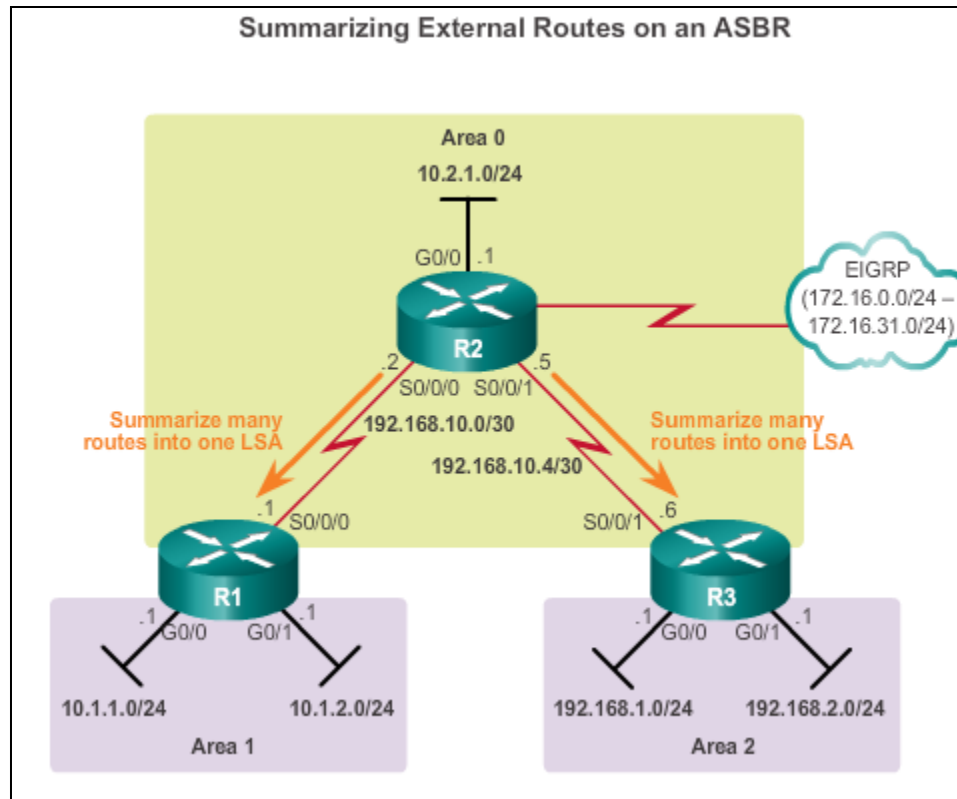 Summarizing External Routes on an ASBR
Area 0
10.2.1.0/24
G0/0
.1
EIGRP
(172.16.0.0/24 –
172.16.31.0/24)
R2
.2
.5
S0/0/0
S0/0/1
Summarize many
routes into one LSA
Summarize many
routes into one LSA
192.168.10.0/30
192.168.10.4/30
.1
S0/0/0
S0/0/1
.6
R1
R3
.1
G0/0
G0/1
.1
.1
G0/0
G0/1
.1
10.1.1.0/24
10.1.2.0/24
192.168.1.0/24
192.168.2.0/24
Area 1
Area 2